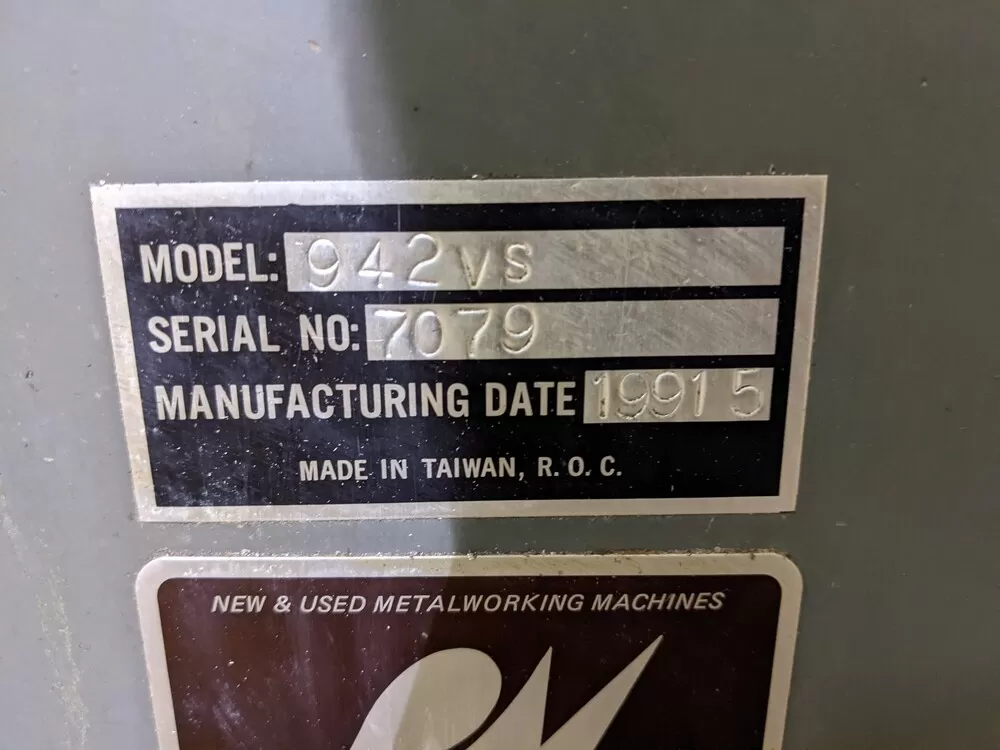 MODEL: 942VS
SERIAL NO: 7079
MANUFACTURING DATE 1991 5
MADE IN TAIWAN, R.O.C.
NEW & USED METALWORKING MACHINES